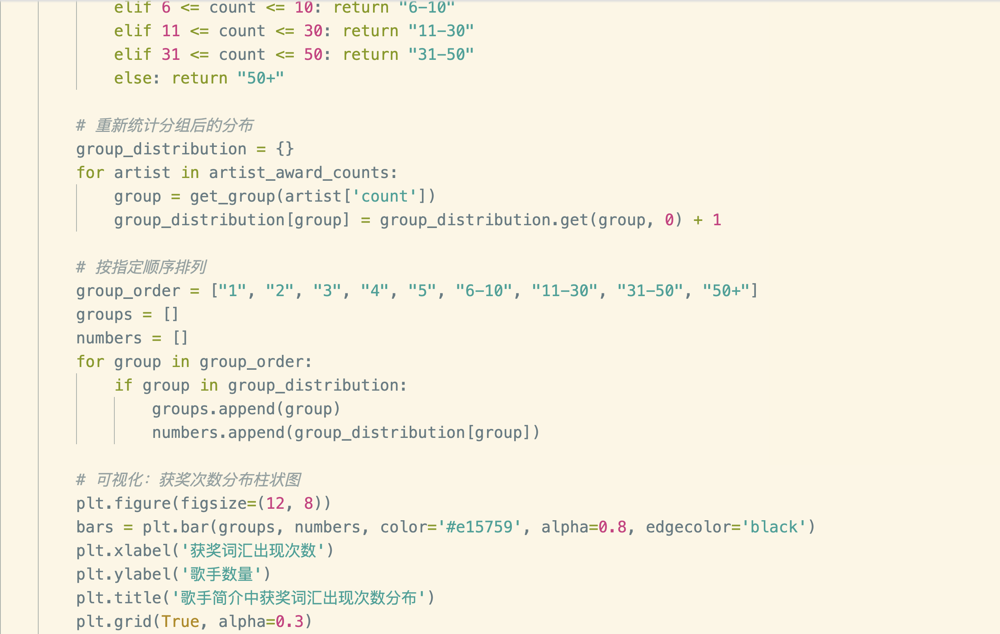 elif 6 <= count <= 10: return "6-10"
elif 11 <= count <= 30: return "11-30"
elif 31 <= count <= 50: return "31-50"
else: return "50+"
# 重新统计分组后的分布
group_distribution = {}
for artist in artist_award_counts:
group = get_group(artist['count'])
group_distribution[group] = group_distribution.get(group, 0) + 1
# 按指定顺序排列
group_order = ["1", "2", "3", "4", "5", "6-10", "11-30", "31-50", "50+"]
groups = []
numbers = []
for group in group_order:
if group in group_distribution:
groups.append(group)
numbers.append(group_distribution[group])
# 可视化：获奖次数分布柱状图
plt.figure(figsize=(12, 8))
bars = plt.bar(groups, numbers, color='#e15759', alpha=0.8, edgecolor='black')
plt.xlabel('获奖词汇出现次数')
plt.ylabel('歌手数量')
plt.title('歌手简介中获奖词汇出现次数分布')
plt.grid(True, alpha=0.3)